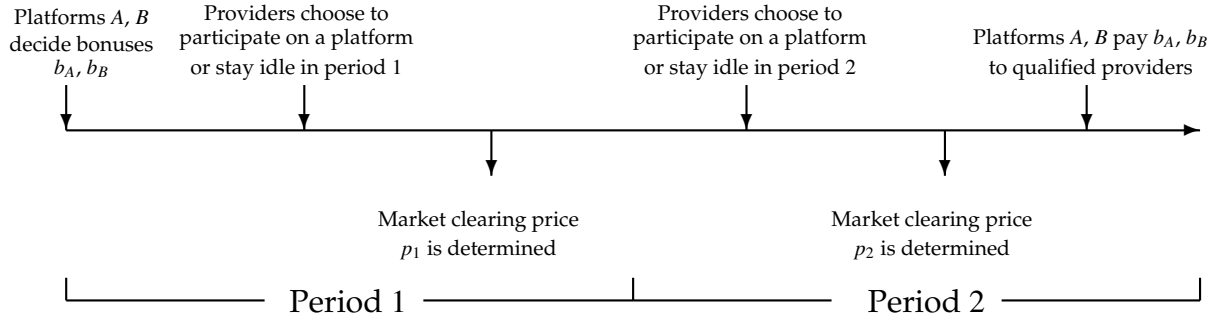 Platforms A, B
decide bonuses
b_A, b_B
Providers choose to
participate on a platform
or stay idle in period 1
Providers choose to
participate on a platform
or stay idle in period 2
Platforms A, B pay b_A, b_B
to qualified providers
Market clearing price
p_1 is determined
Market clearing price
p_2 is determined
Period 1
Period 2